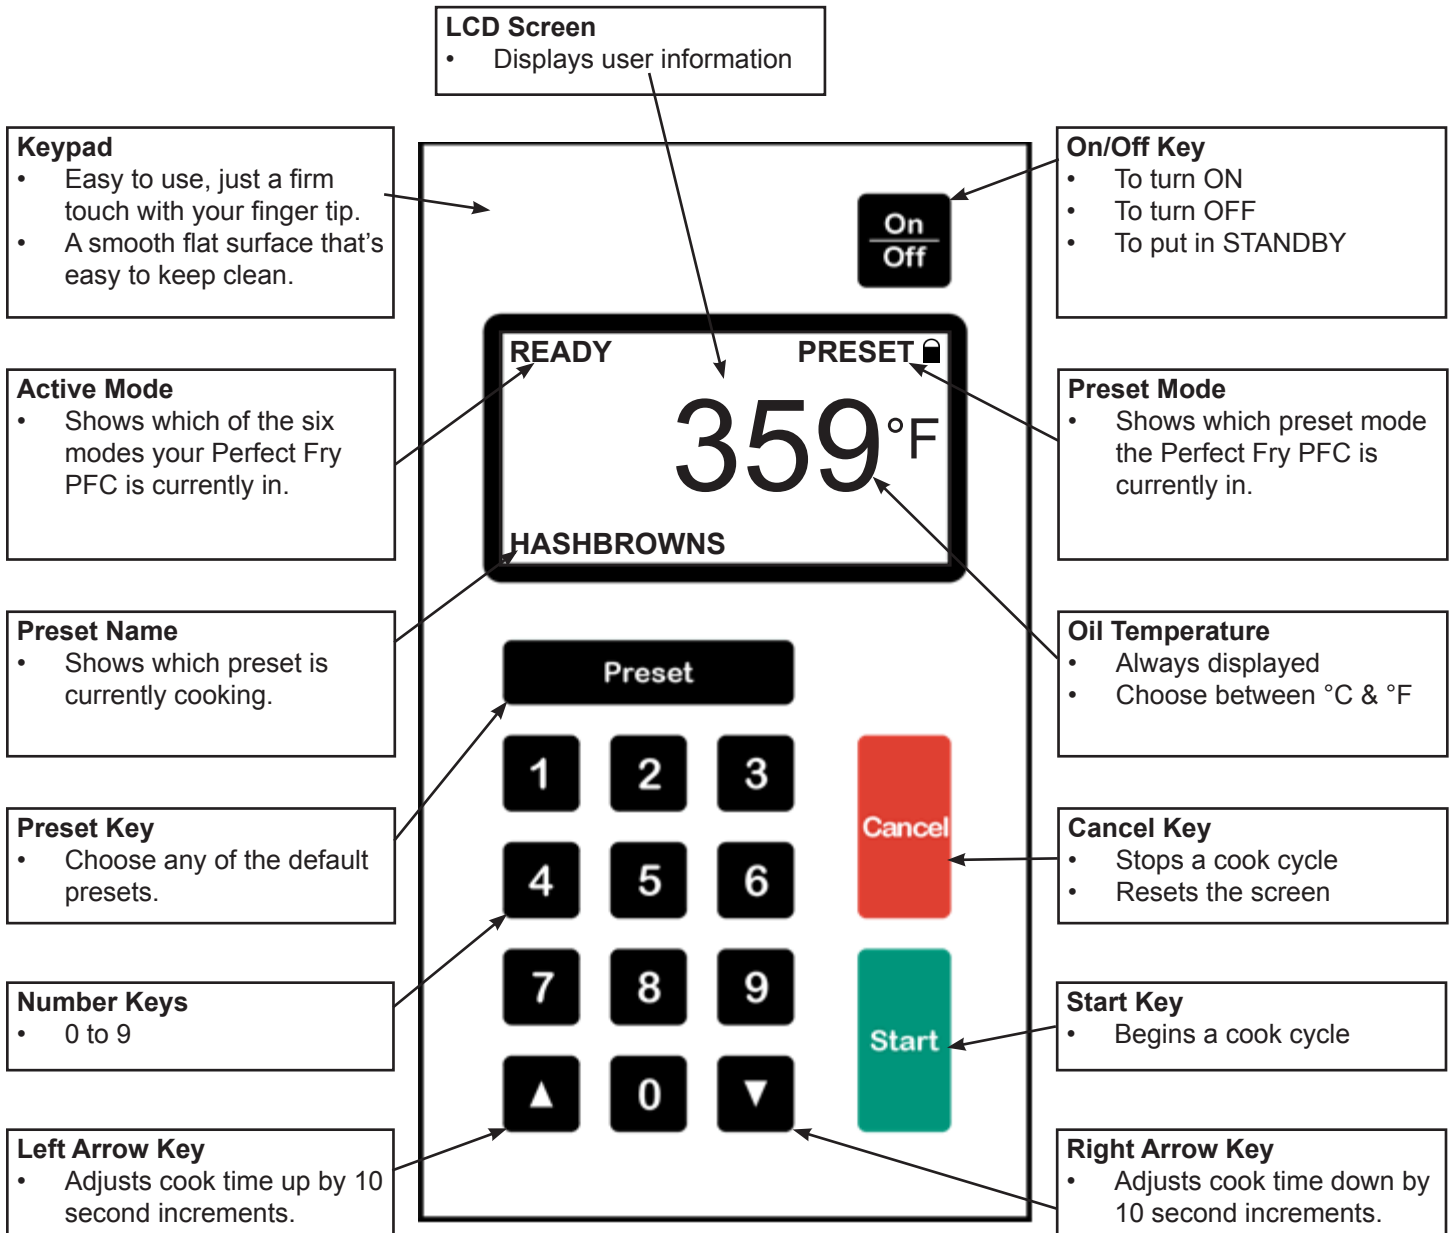 LCD Screen
• Displays user information
Keypad
• Easy to use, just a firm
touch with your finger tip.
• A smooth flat surface that's
easy to keep clean.
On/Off Key
• To turn ON
• To turn OFF
• To put in STANDBY
On
Off
Active Mode
• Shows which of the six
modes your Perfect Fry
PFC is currently in.
READY
PRESET
359°F
HASHBROWNS
Preset Mode
• Shows which preset mode
the Perfect Fry PFC is
currently in.
Preset Name
• Shows which preset is
currently cooking.
Oil Temperature
• Always displayed
• Choose between °C & °F
Preset
1 2 3
4 5 6
7 8 9
▲ 0 ▼
Cancel
Start
Preset Key
• Choose any of the default
presets.
Cancel Key
• Stops a cook cycle
• Resets the screen
Number Keys
• 0 to 9
Start Key
• Begins a cook cycle
Left Arrow Key
• Adjusts cook time up by 10
second increments.
Right Arrow Key
• Adjusts cook time down by
10 second increments.